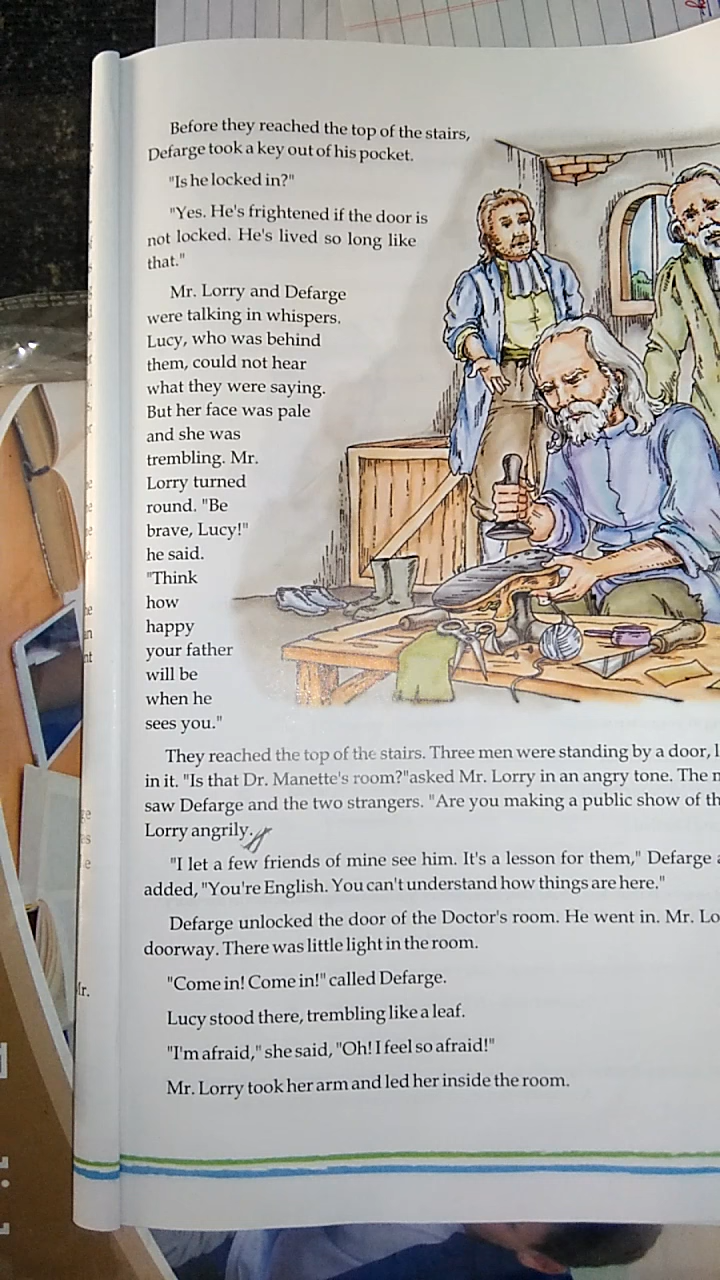 Before they reached the top of the stairs,
Defarge took a key out of his pocket.
"Is he locked in?"
"Yes. He's frightened if the door is
not locked. He's lived so long like
that."
Mr. Lorry and Defarge
were talking in whispers.
Lucy, who was behind
them, could not hear
what they were saying.
But her face was pale
and she was
trembling. Mr.
Lorry turned
round. "Be
brave, Lucy!"
he said.
"Think
how
happy
your father
will be
when he
sees you."
They reached the top of the stairs. Three men were standing by a door,
in it. "Is that Dr. Manette's room?"asked Mr. Lorry in an angry tone. The
saw Defarge and the two strangers. "Are you making a public show of
Lorry angrily.
"I let a few friends of mine see him. It's a lesson for them," Defarge
added, "You're English. You can't understand how things are here."
Defarge unlocked the door of the Doctor's room. He went in. Mr.
doorway. There was little light in the room.
"Come in! Come in!" called Defarge.
Lucy stood there, trembling like a leaf.
"I'm afraid," she said, "Oh! I feel so afraid!"
Mr. Lorry took her arm and led her inside the room.